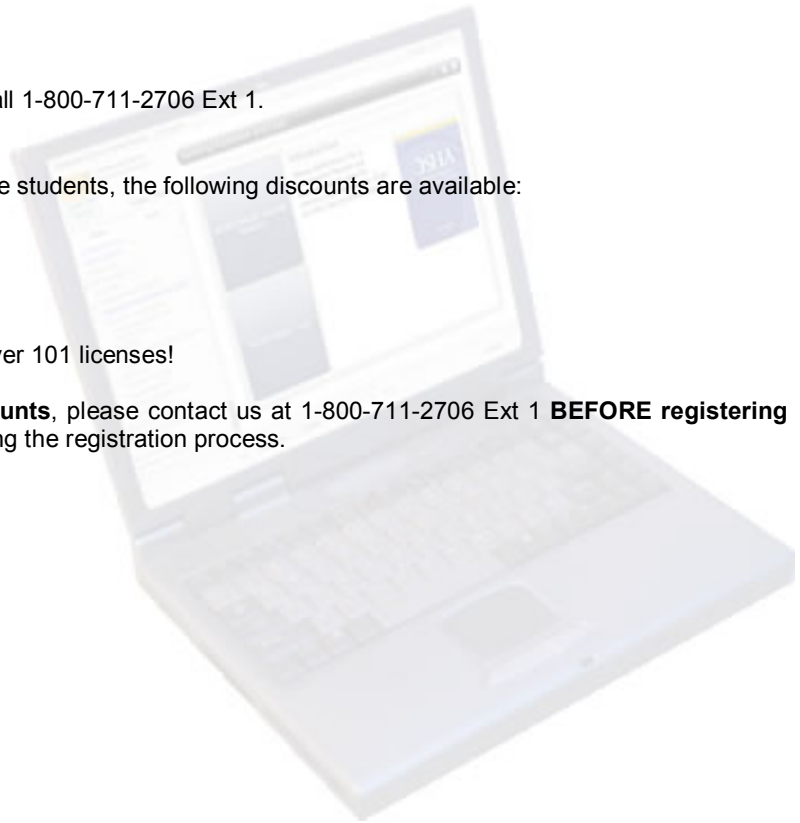 all 1-800-711-2706 Ext 1.
e students, the following discounts are available:
ver 101 licenses!
unts, please contact us at 1-800-711-2706 Ext 1 BEFORE registering
ng the registration process.